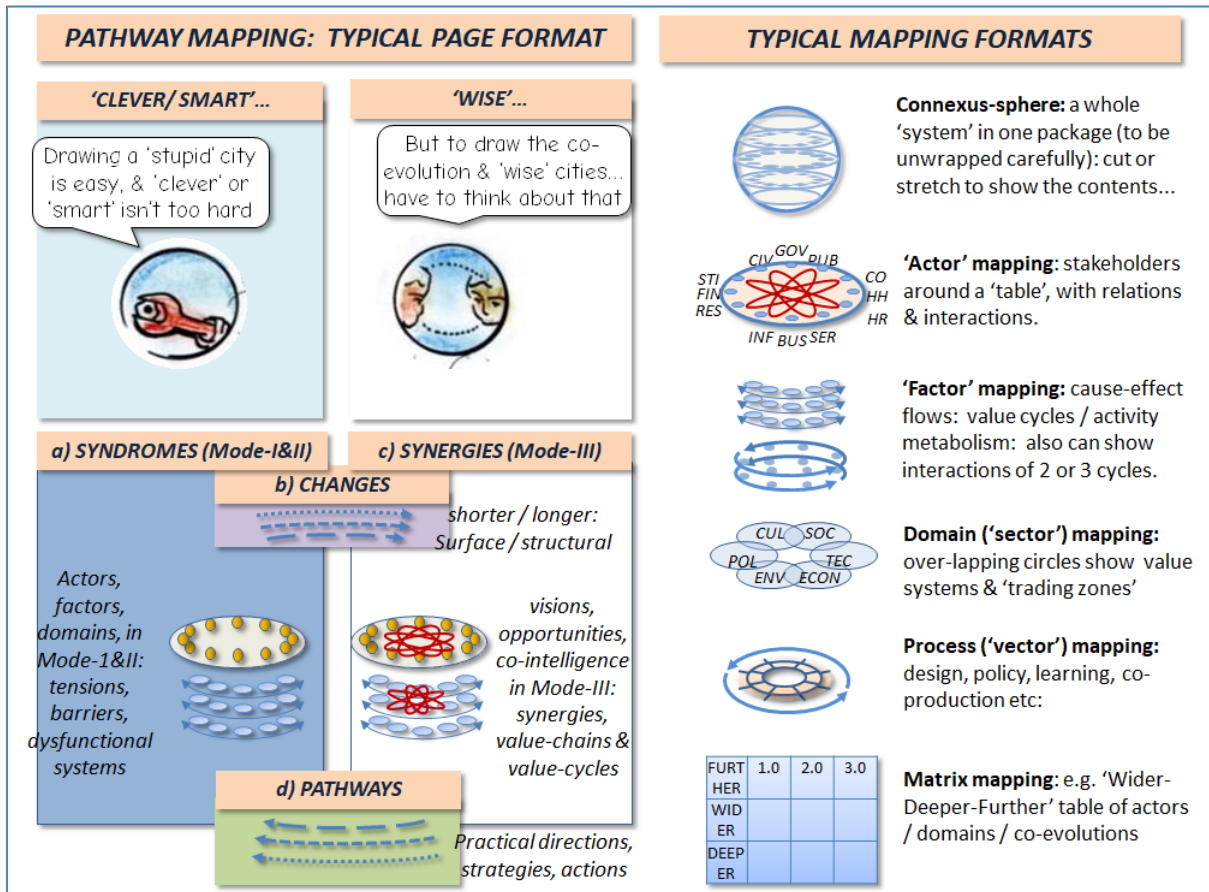 PATHWAY MAPPING: TYPICAL PAGE FORMAT
'CLEVER/ SMART'...
'WISE'...
Drawing a 'stupid' city
is easy, & 'clever' or
'smart' isn't too hard
But to draw the co-
evolution & 'wise' cities...
have to think about that
a) SYNDROMES (Mode-I&II)
c) SYNERGIES (Mode-III)
b) CHANGES
shorter / longer:
Surface / structural
Actors,
factors,
domains, in
Mode-1&II:
tensions,
barriers,
dysfunctional
systems
visions,
opportunities,
co-intelligence
in Mode-III:
synergies,
value-chains &
value-cycles
d) PATHWAYS
Practical directions,
strategies, actions
TYPICAL MAPPING FORMATS
Connexus-sphere: a whole
'system' in one package (to be
unwrapped carefully): cut or
stretch to show the contents...
GOV
CIV PUB
STI CO
FIN HH
RES HR
INF BUS SER
'Actor' mapping: stakeholders
around a 'table', with relations
& interactions.
'Factor' mapping: cause-effect
flows: value cycles / activity
metabolism: also can show
interactions of 2 or 3 cycles.
CUL SOC
POL TEC
ENV ECON
Domain ('sector') mapping:
over-lapping circles show value
systems & 'trading zones'
Process ('vector') mapping:
design, policy, learning, co-
production etc:
FURT 1.0 2.0 3.0
HER
WID
ER
DEEP
ER
Matrix mapping: e.g. 'Wider-
Deeper-Further' table of actors
/ domains / co-evolutions